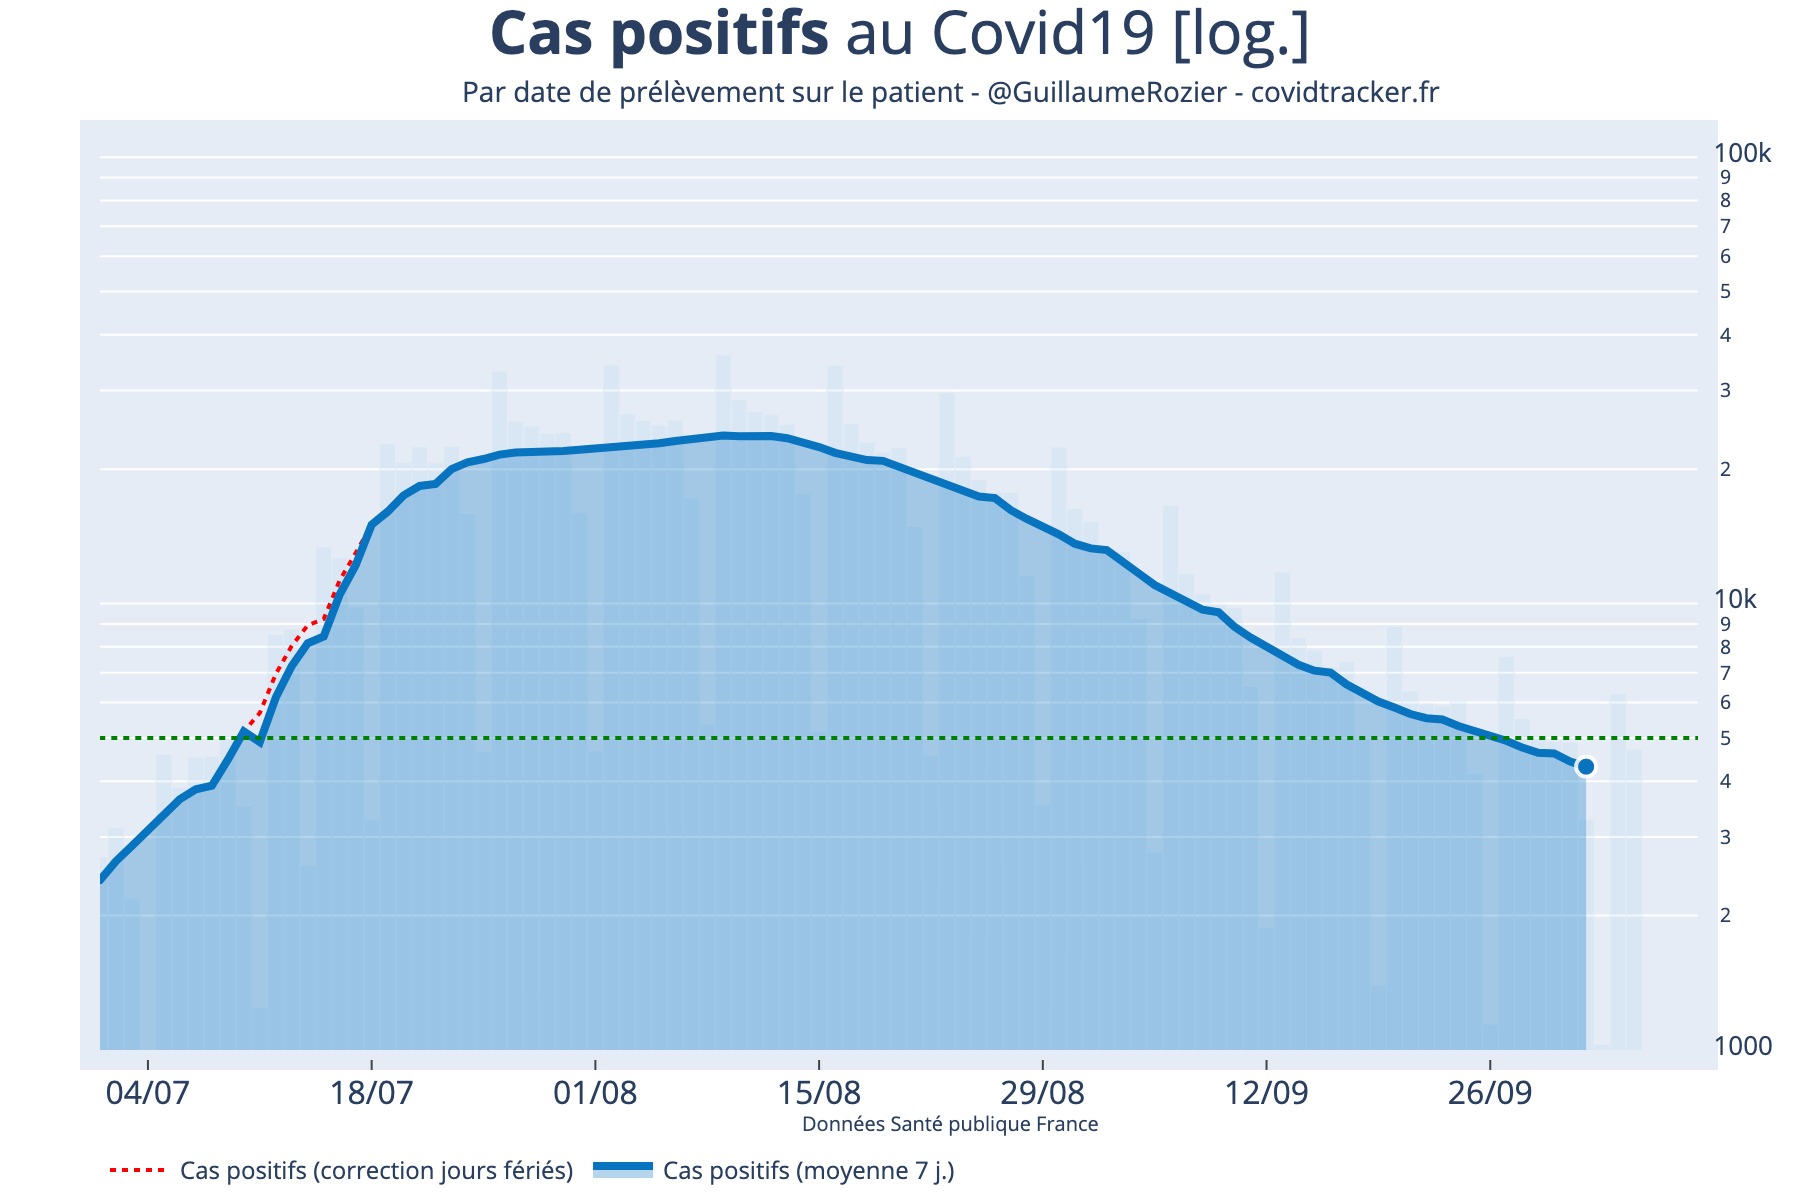 Cas positifs au Covid19 [log.]
Par date de prélèvement sur le patient - @GuillaumeRozier - covidtracker.fr
100k
9
8
7
6
5
4
3
2
10k
9
8
7
6
5
4
3
2
1000
04/07 18/07 01/08 15/08 29/08 12/09 26/09
Données Santé publique France
Cas positifs (correction jours fériés) Cas positifs (moyenne 7 j.)